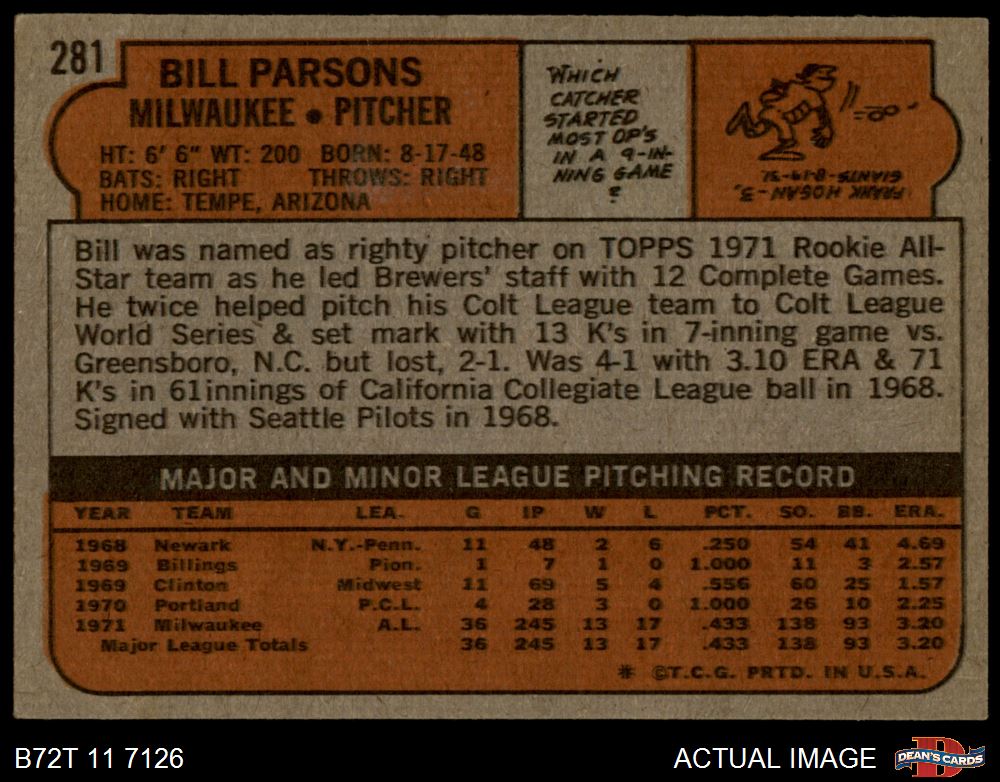 281
BILL PARSONS
MILWAUKEE • PITCHER
HT: 6' 6" WT: 200 BORN: 8-17-48
BATS: RIGHT THROWS: RIGHT
HOME: TEMPE, ARIZONA
WHICH
CATCHER
STARTED
MOST DP'S
IN A 9-IN-
NING GAME
?
FRANK HOGAN -3,
GIANTS-8-19-31.
Bill was named as righty pitcher on TOPPS 1971 Rookie All-
Star team as he led Brewers' staff with 12 Complete Games.
He twice helped pitch his Colt League team to Colt League
World Series & set mark with 13 K's in 7-inning game vs.
Greensboro, N.C. but lost, 2-1. Was 4-1 with 3.10 ERA & 71
K's in 61 innings of California Collegiate League ball in 1968.
Signed with Seattle Pilots in 1968.
MAJOR AND MINOR LEAGUE PITCHING RECORD
YEAR TEAM LEA. G IP W L PCT. SO. BB. ERA.
1968 Newark N.Y.-Penn. 11 48 2 6 .250 54 41 4.69
1969 Billings Pion. 1 7 1 0 1.000 11 3 2.57
1969 Clinton Midwest 11 69 5 4 .556 60 25 1.57
1970 Portland P.C.L. 4 28 3 0 1.000 26 10 2.25
1971 Milwaukee A.L. 36 245 13 17 .433 138 93 3.20
Major League Totals 36 245 13 17 .433 138 93 3.20
* ©T.C.G. PRTD. IN U.S.A.
B72T 11 7126 ACTUAL IMAGE D DEAN'S CARDS